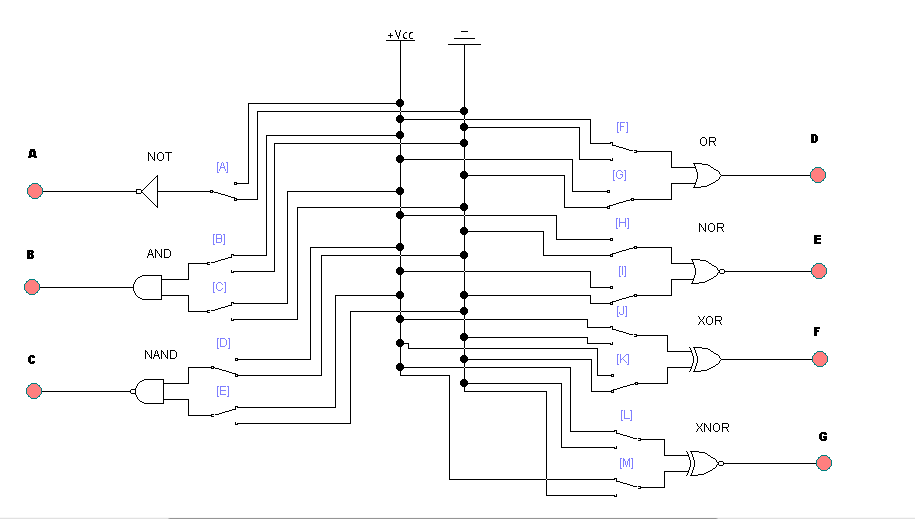 +Vcc
[F]
OR
D
A
NOT
[A]
[G]
[H]
NOR
E
B
AND
[B]
[C]
[I]
[J]
XOR
F
C
NAND
[D]
[E]
[K]
[L]
XNOR
G
[M]